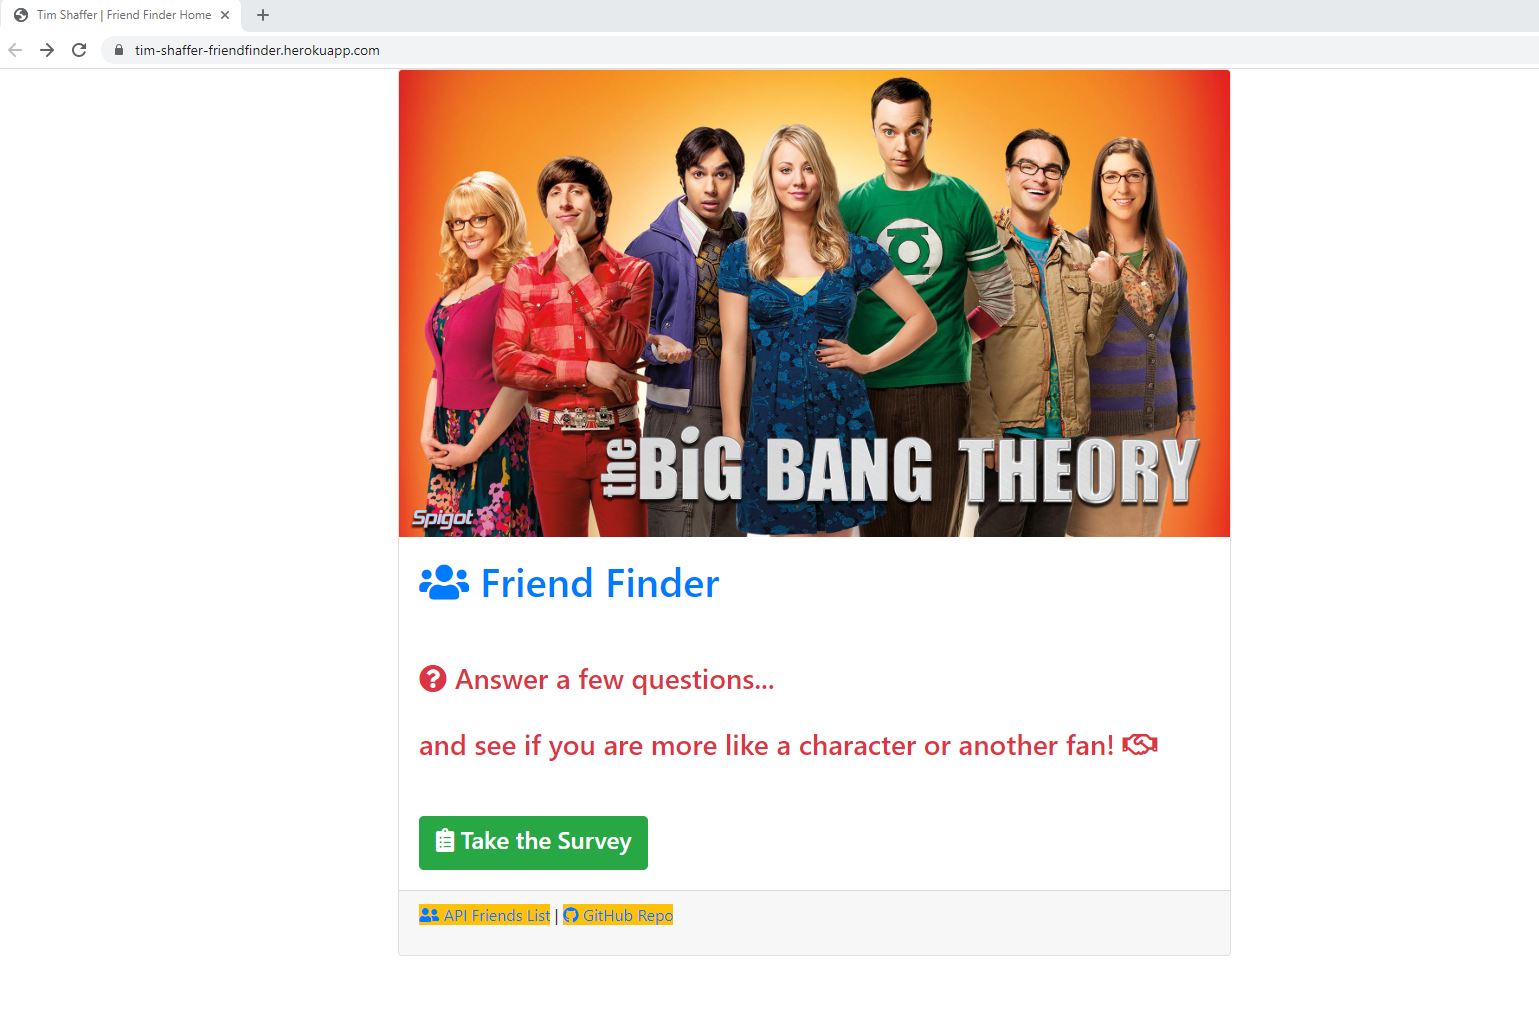 Tim Shaffer | Friend Finder Home
tim-shaffer-friendfinder.herokuapp.com
the BiG BANG THEORY
Spigot
Friend Finder
Answer a few questions...
and see if you are more like a character or another fan!
Take the Survey
API Friends List | GitHub Repo